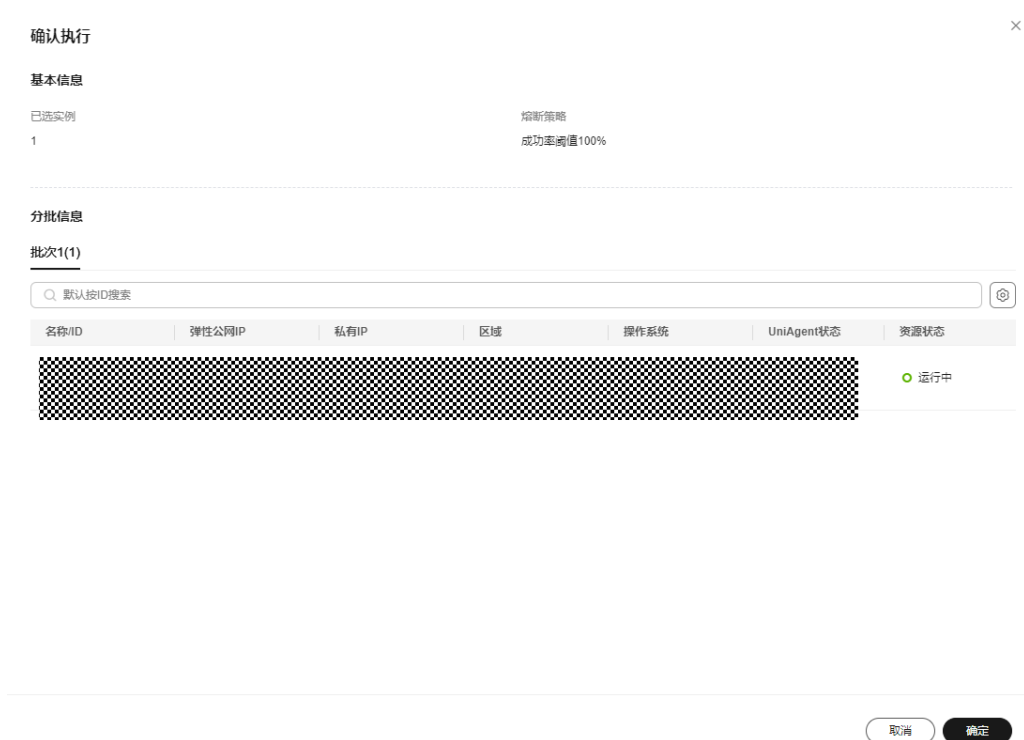 确认执行
基本信息
已选实例 熔断策略
1 成功率阈值100%
分批信息
批次1(1)
默认按ID搜索
名称/ID 弹性公网IP 私有IP 区域 操作系统 UniAgent状态 资源状态
运行中
取消 确定